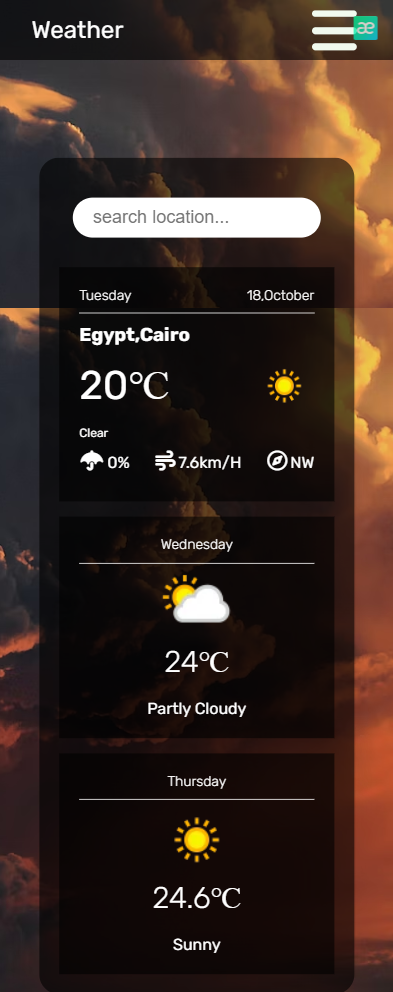 Weather
æ
search location...
Tuesday 18,October
Egypt,Cairo
20°C
Clear
0% 7.6km/H NW
Wednesday
24°C
Partly Cloudy
Thursday
24.6°C
Sunny